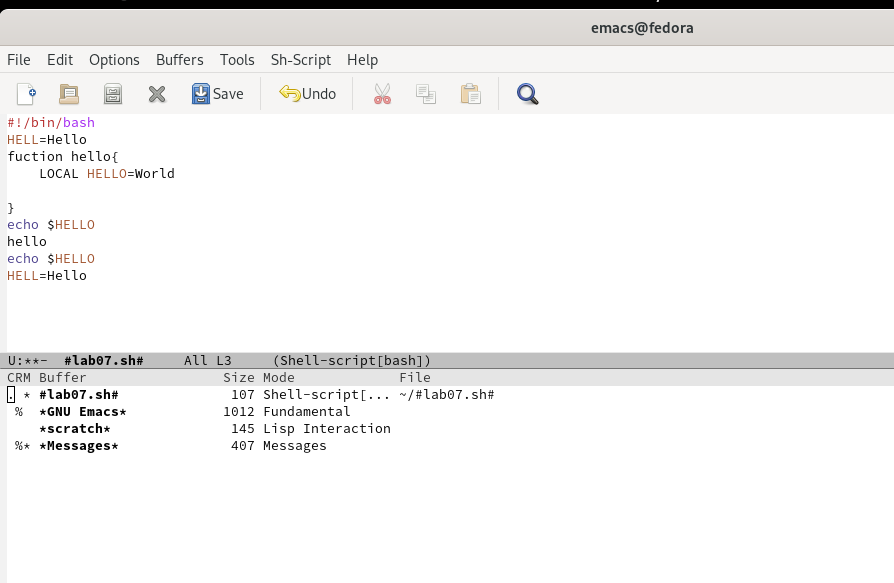 emacs@fedora
File Edit Options Buffers Tools Sh-Script Help
Save Undo
#!/bin/bash
HELL=Hello
fuction hello{
    LOCAL HELLO=World
}
echo $HELLO
hello
echo $HELLO
HELL=Hello
U:**-  #lab07.sh#     All L3     (Shell-script[bash])
CRM Buffer             Size Mode             File
. * #lab07.sh#              107 Shell-script[... ~/#lab07.sh#
 %  *GNU Emacs*            1012 Fundamental
    *scratch*               145 Lisp Interaction
 %* *Messages*              407 Messages